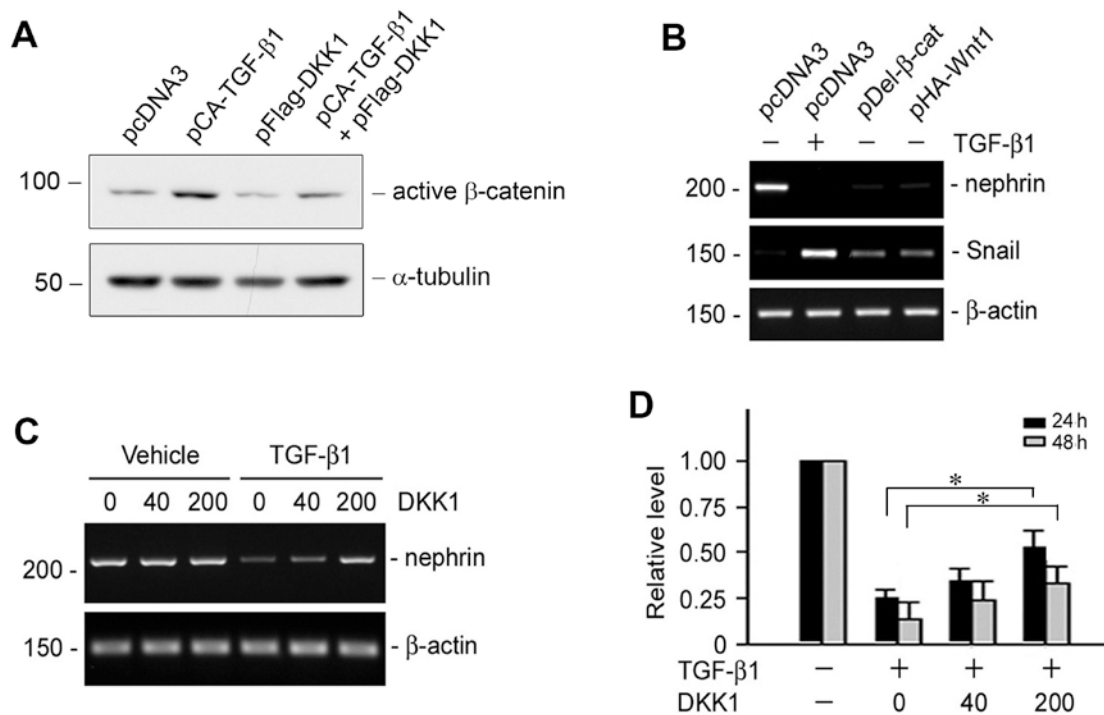 A
pcDNA3
pCA-TGF-β1
pFlag-DKK1
pCA-TGF-β1
+ pFlag-DKK1
100 –
– active β-catenin
50 –
– α-tubulin
B
pcDNA3
pcDNA3
pDel-β-cat
pHA-Wnt1
– + – – TGF-β1
200 - - nephrin
150 - - Snail
150 - - β-actin
C
Vehicle TGF-β1
0 40 200 0 40 200 DKK1
200 - - nephrin
150 - - β-actin
D
24 h
48 h
Relative level
1.00
0.75
0.50
0.25
0
*
*
TGF-β1 – + + +
DKK1 – 0 40 200